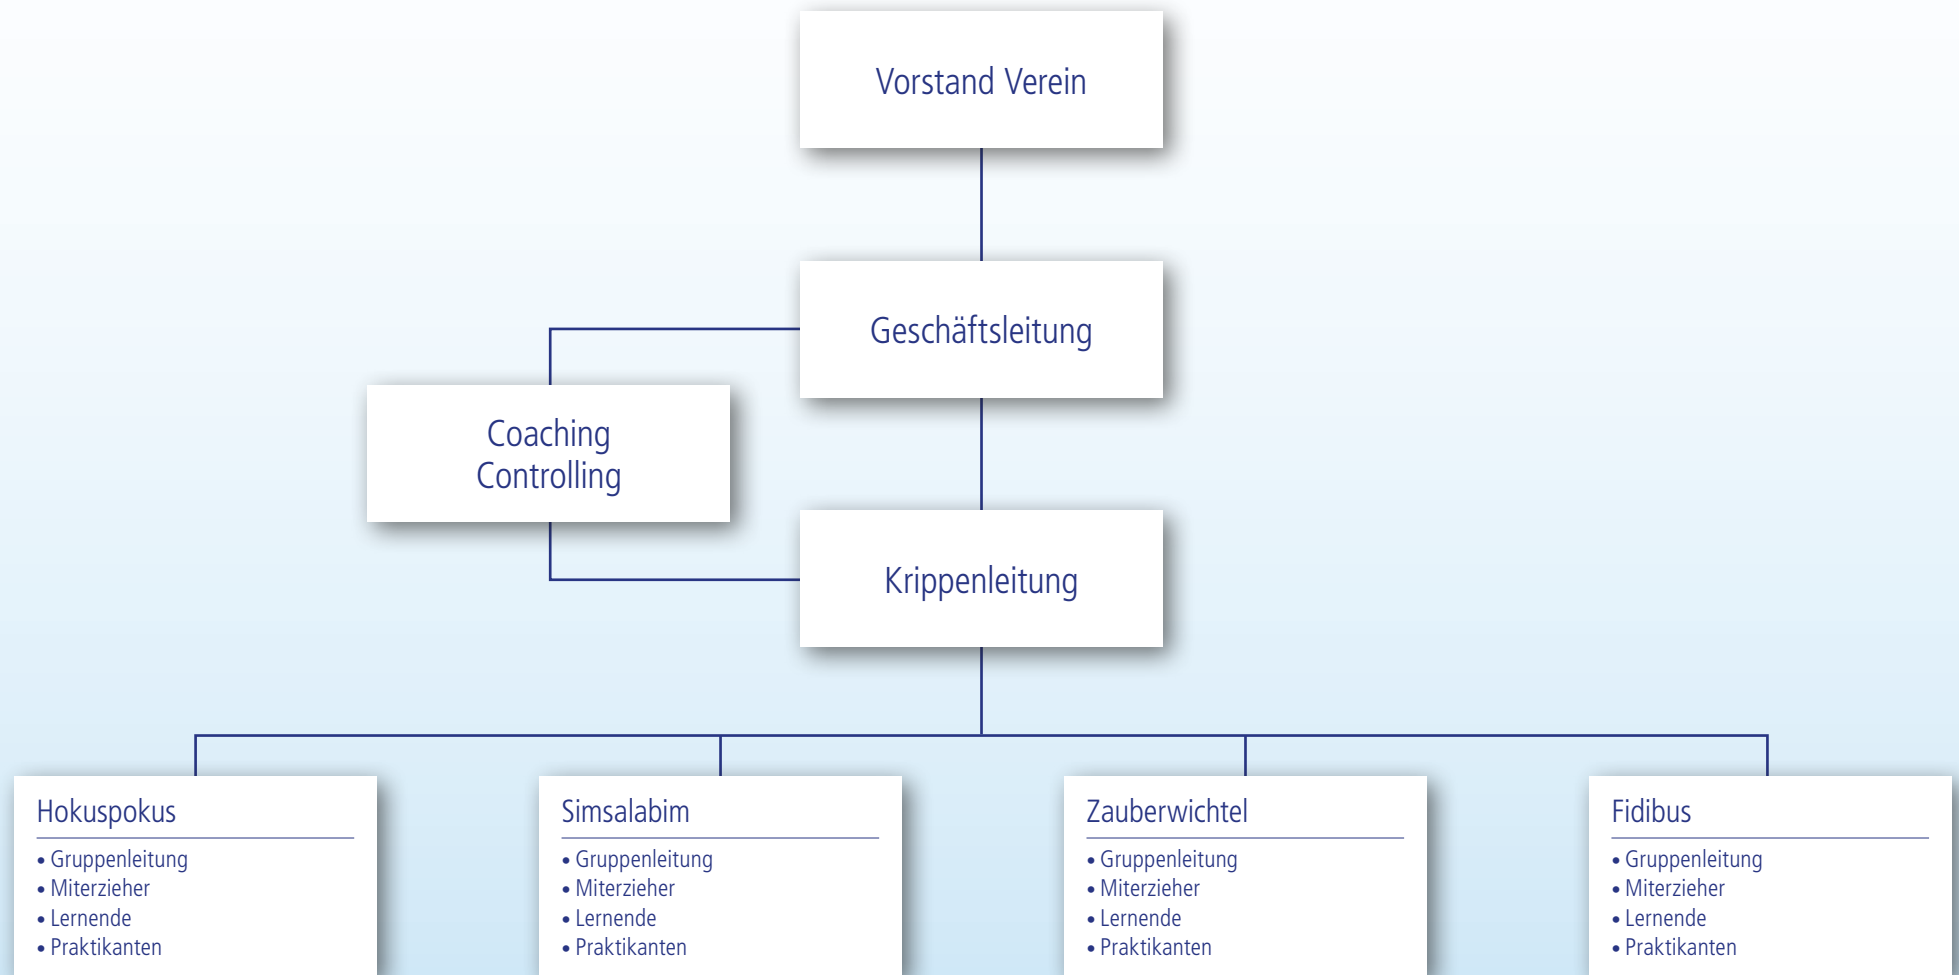 Vorstand Verein
Geschäftsleitung
Coaching
Controlling
Krippenleitung
Hokuspokus
• Gruppenleitung
• Miterzieher
• Lernende
• Praktikanten
Simsalabim
• Gruppenleitung
• Miterzieher
• Lernende
• Praktikanten
Zauberwichtel
• Gruppenleitung
• Miterzieher
• Lernende
• Praktikanten
Fidibus
• Gruppenleitung
• Miterzieher
• Lernende
• Praktikanten